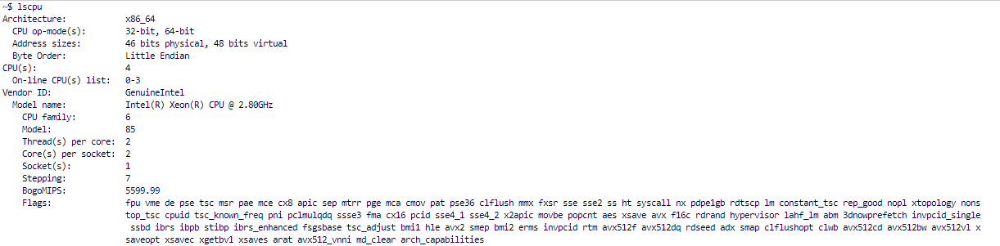 ~$ lscpu
Architecture: x86_64
CPU op-mode(s): 32-bit, 64-bit
Address sizes: 46 bits physical, 48 bits virtual
Byte Order: Little Endian
CPU(s): 4
On-line CPU(s) list: 0-3
Vendor ID: GenuineIntel
Model name: Intel(R) Xeon(R) CPU @ 2.80GHz
CPU family: 6
Model: 85
Thread(s) per core: 2
Core(s) per socket: 2
Socket(s): 1
Stepping: 7
BogoMIPS: 5599.99
Flags: fpu vme de pse tsc msr pae mce cx8 apic sep mtrr pge mca cmov pat pse36 clflush mmx fxsr sse sse2 ss ht syscall nx pdpe1gb rdtscp lm constant_tsc rep_good nopl xtopology nons
top_tsc cpuid tsc_known_freq pni pclmulqdq ssse3 fma cx16 pcid sse4_1 sse4_2 x2apic movbe popcnt aes xsave avx f16c rdrand hypervisor lahf_lm abm 3dnowprefetch invpcid_single
ssbd ibrs ibpb stibp ibrs_enhanced fsgsbase tsc_adjust bmi1 hle avx2 smep bmi2 erms invpcid rtm avx512f avx512dq rdseed adx smap clflushopt clwb avx512cd avx512bw avx512vl x
saveopt xsavec xgetbv1 xsaves arat avx512_vnni md_clear arch_capabilities